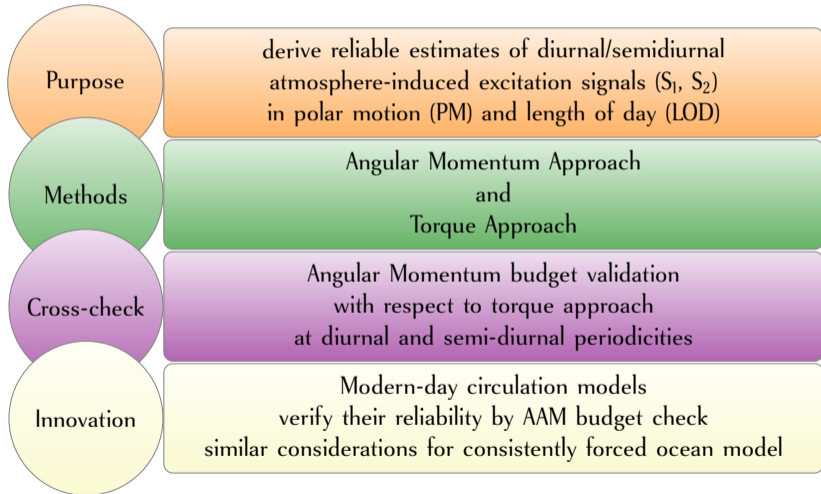 Purpose
derive reliable estimates of diurnal/semidiurnal
atmosphere-induced excitation signals (S₁, S₂)
in polar motion (PM) and length of day (LOD)
Methods
Angular Momentum Approach
and
Torque Approach
Cross-check
Angular Momentum budget validation
with respect to torque approach
at diurnal and semi-diurnal periodicities
Innovation
Modern-day circulation models
verify their reliability by AAM budget check
similar considerations for consistently forced ocean model